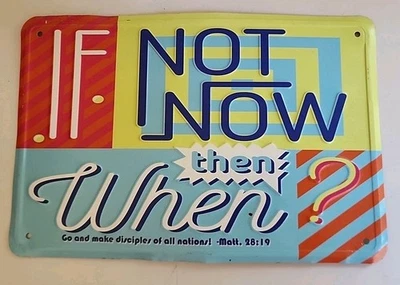 IF NOT
NOW
then
When ?
Go and make disciples of all nations! -Matt. 28:19